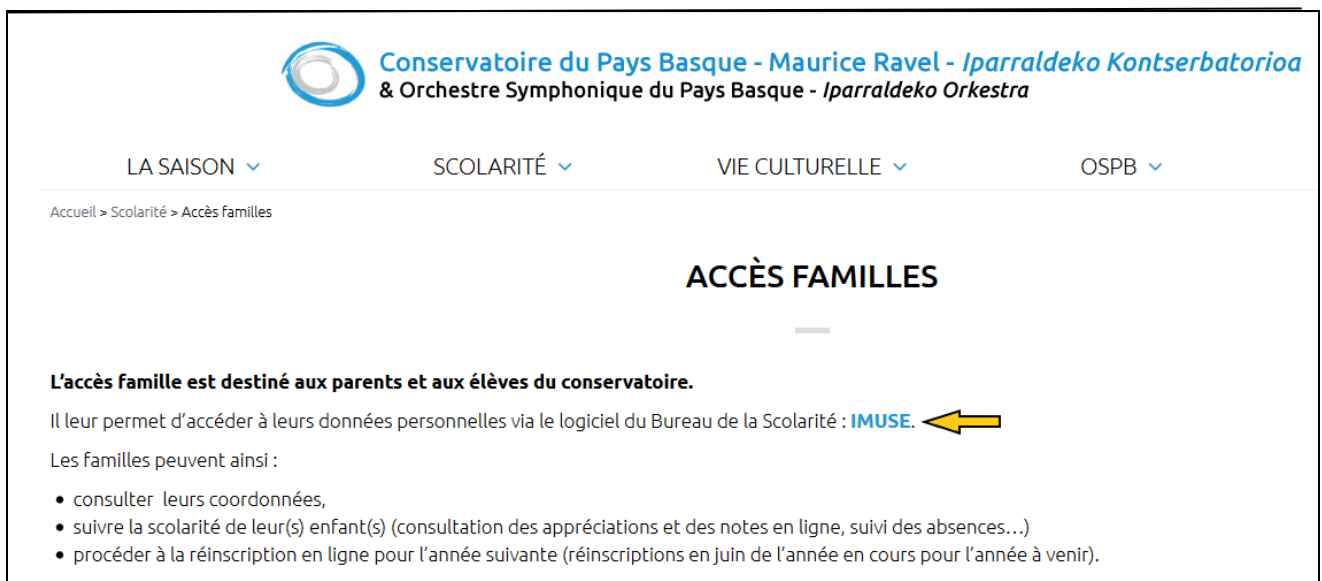 Conservatoire du Pays Basque - Maurice Ravel - Iparraldeko Kontserbatorioa
& Orchestre Symphonique du Pays Basque - Iparraldeko Orkestra
LA SAISON SCOLARITÉ VIE CULTURELLE OSPB
Accueil > Scolarité > Accès familles
ACCÈS FAMILLES
L'accès famille est destiné aux parents et aux élèves du conservatoire.
Il leur permet d'accéder à leurs données personnelles via le logiciel du Bureau de la Scolarité : IMUSE.
Les familles peuvent ainsi :
• consulter leurs coordonnées,
• suivre la scolarité de leur(s) enfant(s) (consultation des appréciations et des notes en ligne, suivi des absences...)
• procéder à la réinscription en ligne pour l'année suivante (réinscriptions en juin de l'année en cours pour l'année à venir).